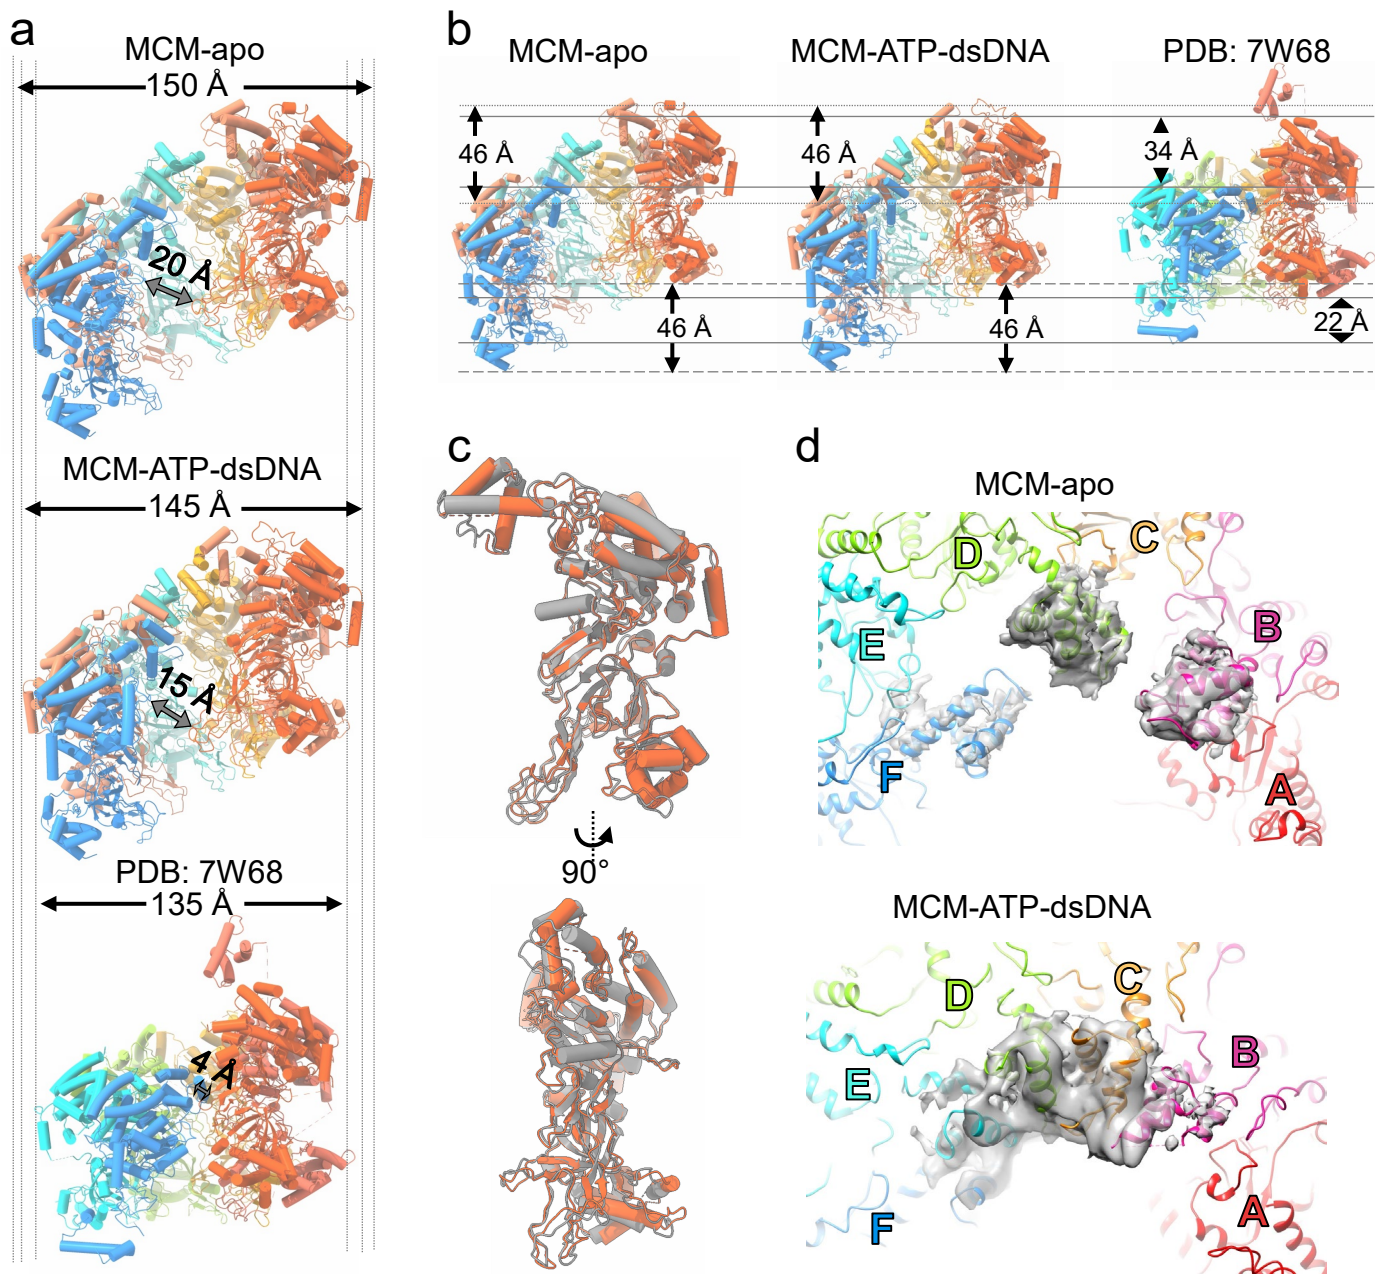 a
MCM-apo
150 Å
20 Å
MCM-ATP-dsDNA
145 Å
15 Å
PDB: 7W68
135 Å
4 Å
b
MCM-apo
MCM-ATP-dsDNA
PDB: 7W68
46 Å
46 Å
34 Å
46 Å
46 Å
22 Å
c
90°
d
MCM-apo
D
C
E
B
F
A
MCM-ATP-dsDNA
D
C
E
B
F
A